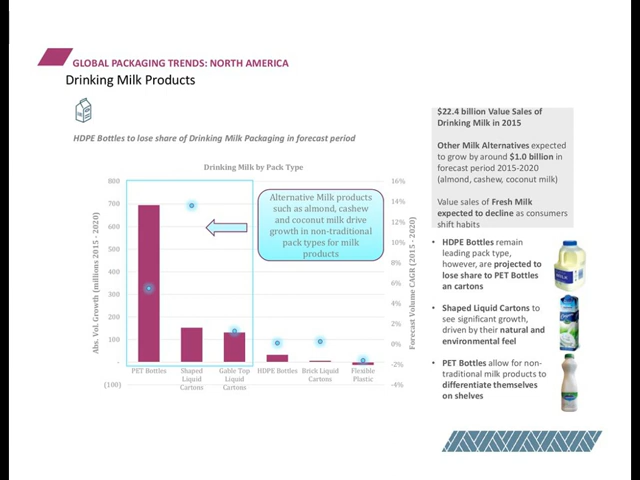 GLOBAL PACKAGING TRENDS: NORTH AMERICA
Drinking Milk Products
HDPE Bottles to lose share of Drinking Milk Packaging in forecast period
Drinking Milk by Pack Type
Abs. Vol. Growth (millions 2015 - 2020)
800
700
600
500
400
300
200
100
-
(100)
Alternative Milk products
such as almond, cashew
and coconut milk drive
growth in non-traditional
pack types for milk
products
16%
14%
12%
10%
8%
6%
4%
2%
0%
-2%
-4%
Forecast Volume CAGR (2015 - 2020)
PET Bottles
Shaped
Liquid
Cartons
Gable Top
Liquid
Cartons
HDPE Bottles
Brick Liquid
Cartons
Flexible
Plastic
$22.4 billion Value Sales of
Drinking Milk in 2015
Other Milk Alternatives expected
to grow by around $1.0 billion in
forecast period 2015-2020
(almond, cashew, coconut milk)
Value sales of Fresh Milk
expected to decline as consumers
shift habits
• HDPE Bottles remain
leading pack type,
however, are projected to
lose share to PET Bottles
an cartons
• Shaped Liquid Cartons to
see significant growth,
driven by their natural and
environmental feel
• PET Bottles allow for non-
traditional milk products to
differentiate themselves
on shelves